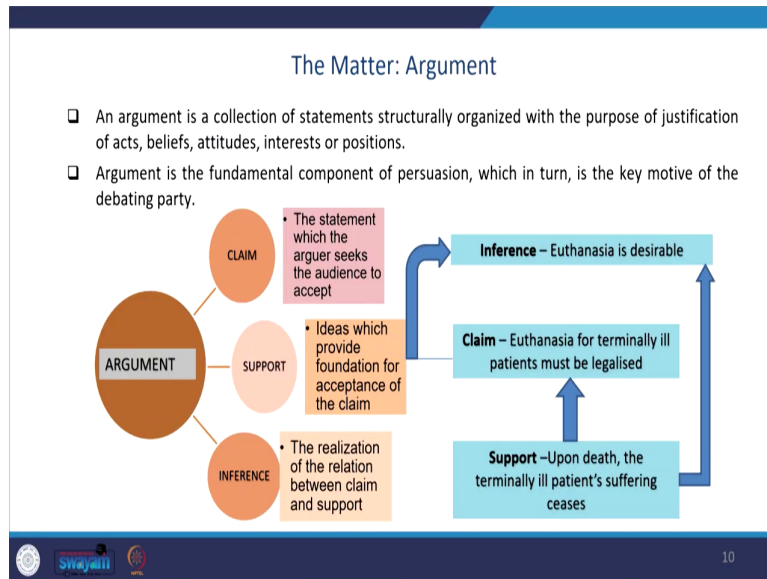 The Matter: Argument
❑ An argument is a collection of statements structurally organized with the purpose of justification
of acts, beliefs, attitudes, interests or positions.
❑ Argument is the fundamental component of persuasion, which in turn, is the key motive of the
debating party.
ARGUMENT
CLAIM
• The statement
which the
arguer seeks
the audience to
accept
SUPPORT
• Ideas which
provide
foundation for
acceptance of
the claim
INFERENCE
• The realization
of the relation
between claim
and support
Inference – Euthanasia is desirable
Claim – Euthanasia for terminally ill
patients must be legalised
Support –Upon death, the
terminally ill patient's suffering
ceases
swayam
NPTEL
10